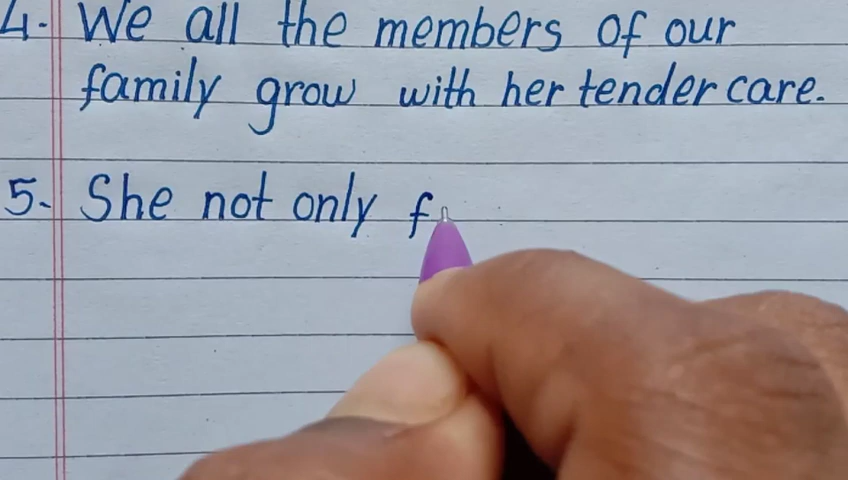 4. We all the members of our
family grow with her tender care.
5. She not only f